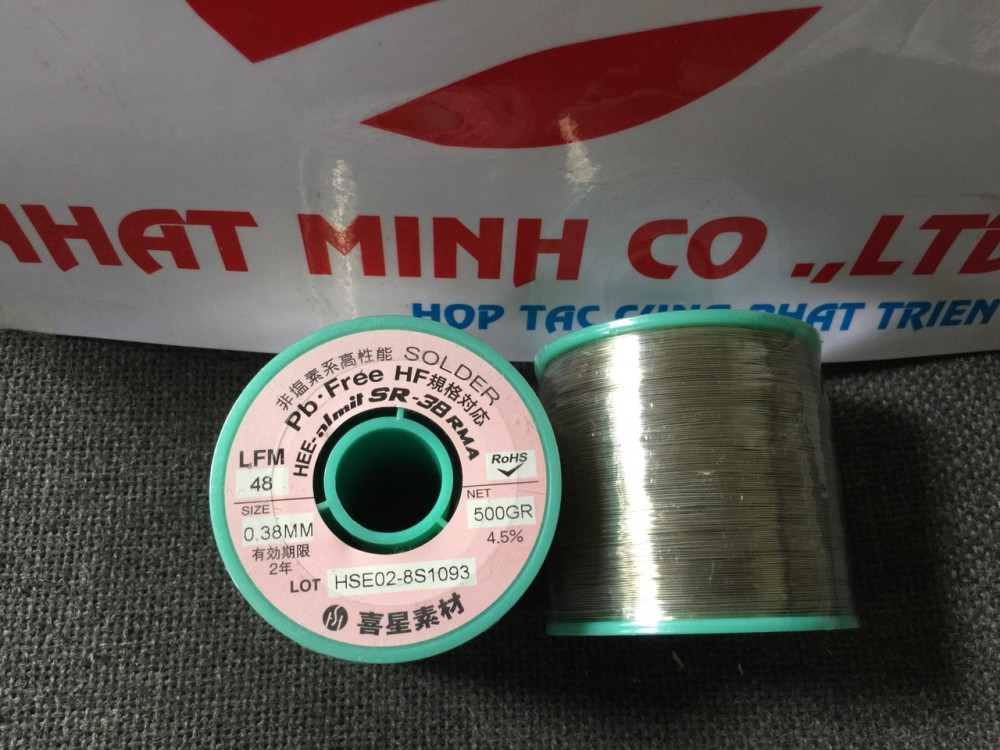 NHAT MINH CO .,LTD
HOP TAC CUNG PHAT TRIEN
非塩素系高性能 SOLDER
Pb・Free HF規格対応
HEE-almit SR-38 RMA
LFM
48
RoHS
SIZE
0.38MM
NET
500GR
4.5%
有効期限
2年
LOT HSE02-8S1093
喜星素材